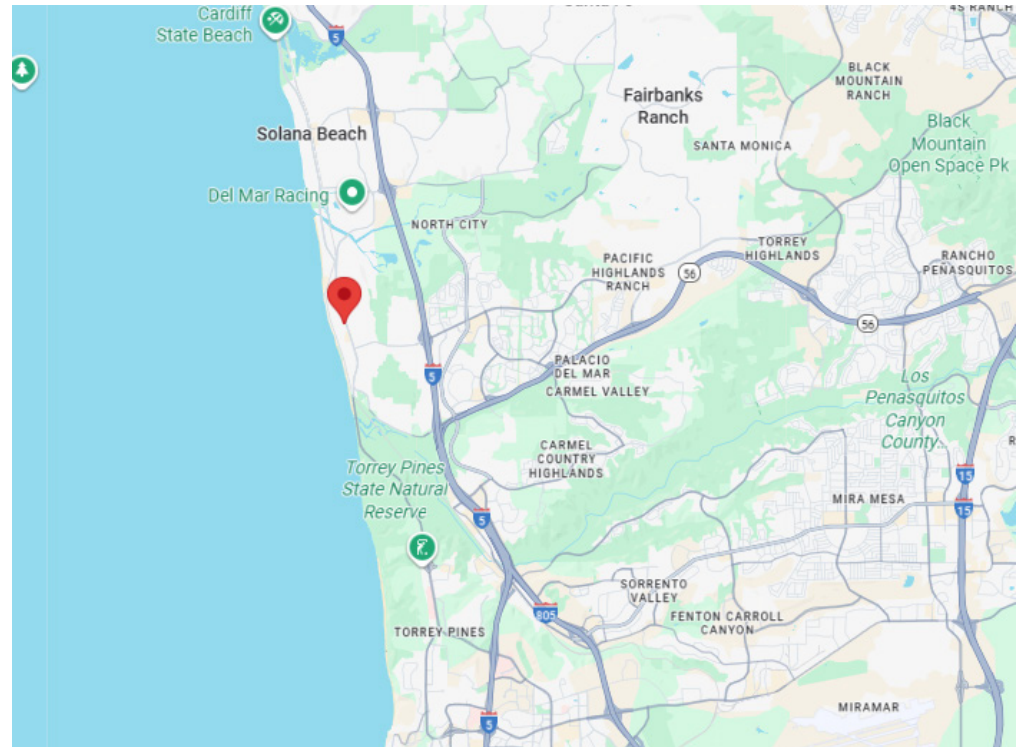 Cardiff
State Beach
5
4S RANCH
BLACK
MOUNTAIN
RANCH
Fairbanks
Ranch
Solana Beach
SANTA MONICA
Black
Mountain
Open Space Pk
Del Mar Racing
NORTH CITY
TORREY
HIGHLANDS
PACIFIC
HIGHLANDS
RANCH
56
RANCHO
PEÑASQUITOS
56
5
PALACIO
DEL MAR
CARMEL VALLEY
Los
Penasquitos
Canyon
County...
CARMEL
COUNTRY
HIGHLANDS
Torrey Pines
State Natural
Reserve
15
MIRA MESA
15
5
SORRENTO
VALLEY
805
FENTON CARROLL
CANYON
TORREY PINES
MIRAMAR
5